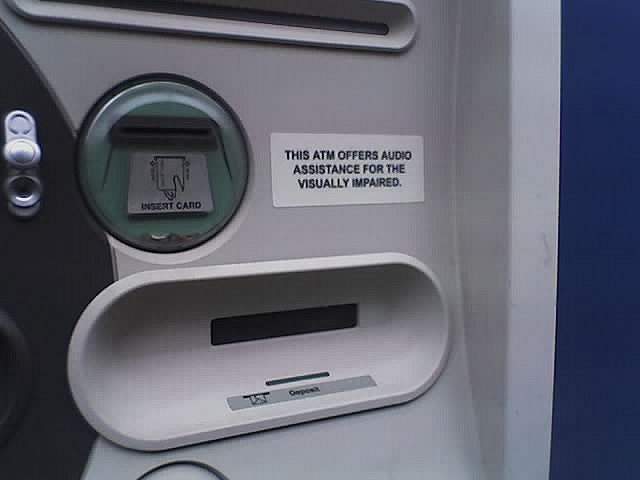 THIS ATM OFFERS AUDIO
ASSISTANCE FOR THE
VISUALLY IMPAIRED.
INSERT CARD
Deposit